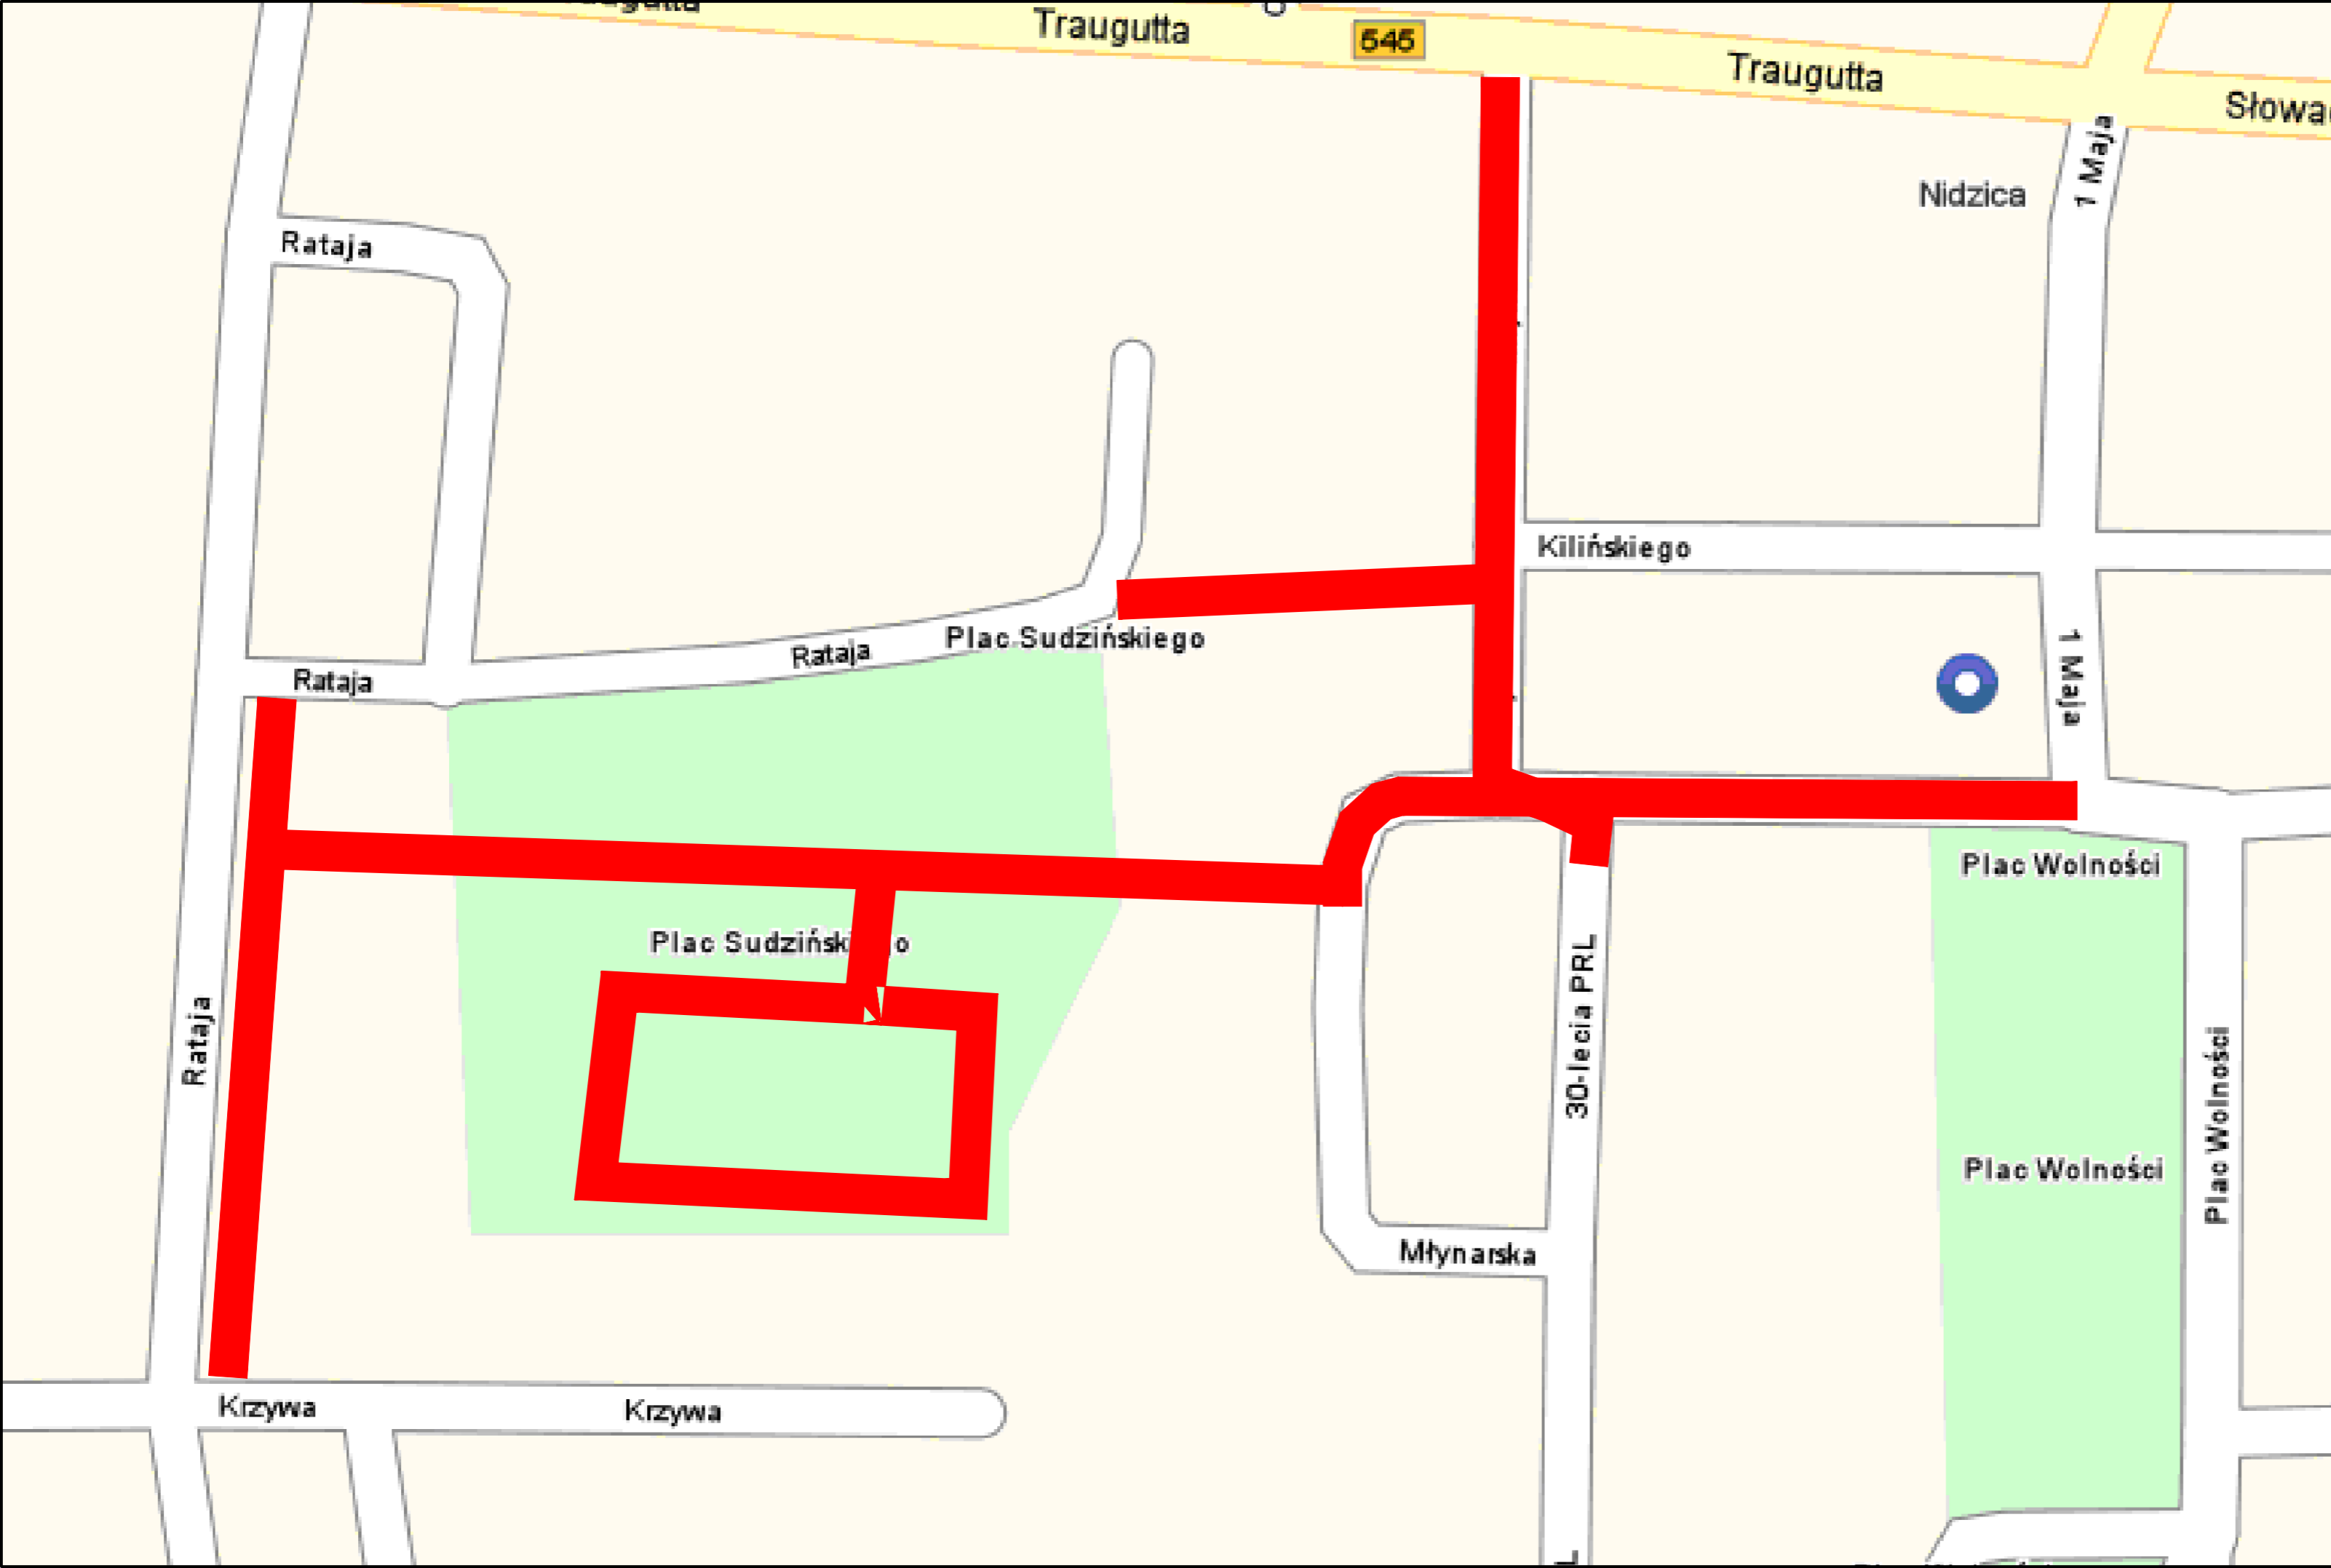 Traugutta
545
Traugutta
Słowa
1 Maja
Nidzica
Rataja
Kilińskiego
Plac Sudzińskiego
Rataja
Rataja
1 Maja
Plac Wolności
Plac Sudzińsk o
30-lecia PRL
Rataja
Plac Wolności
Plac Wolności
Młynarska
Krzywa
Krzywa